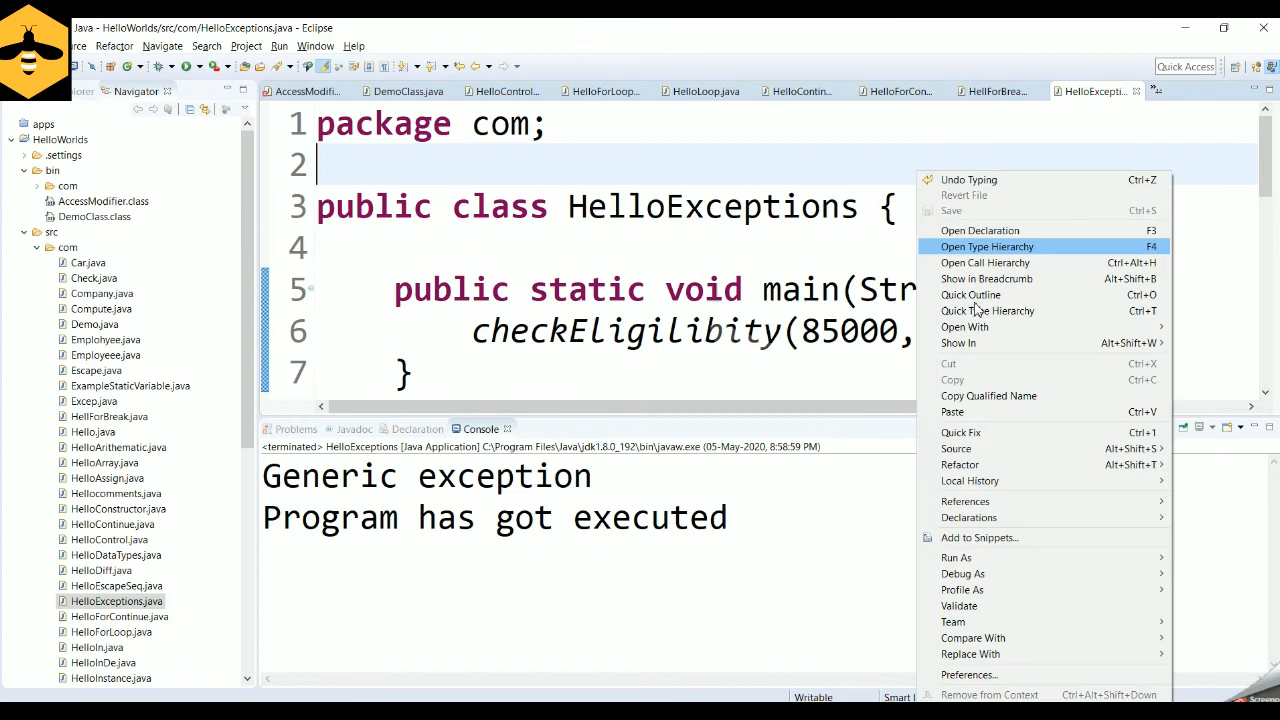 Java - HelloWorlds/src/com/HelloExceptions.java - Eclipse
Refactor Navigate Search Project Run Window Help
Quick Access
Navigator
AccessModifi...
DemoClass.java
HelloControl...
HelloForLoop...
HelloLoop.java
HelloContin...
HelloForCon...
HellForBrea...
HelloExcepti...
apps
HelloWorlds
.settings
bin
com
AccessModifier.class
DemoClass.class
src
com
Car.java
Check.java
Company.java
Compute.java
Demo.java
Employhee.java
Employeee.java
Escape.java
ExampleStaticVariable.java
Excep.java
HellForBreak.java
Hello.java
HelloArithematic.java
HelloArray.java
HelloAssign.java
Hellocomments.java
HelloConstructor.java
HelloContinue.java
HelloControl.java
HelloDataTypes.java
HelloDiff.java
HelloEscapeSeq.java
HelloExceptions.java
HelloForContinue.java
HelloForLoop.java
HelloIn.java
HelloInDe.java
HelloInstance.java
1 package com;
2
3 public class HelloExceptions {
4
5 public static void main(Str
6 checkEligilibity(85000,
7 }
Problems Javadoc Declaration Console
<terminated> HelloExceptions [Java Application] C:\Program Files\Java\jdk1.8.0_192\bin\javaw.exe (05-May-2020, 8:58:59 PM)
Generic exception
Program has got executed
Undo Typing Ctrl+Z
Revert File
Save Ctrl+S
Open Declaration F3
Open Type Hierarchy F4
Open Call Hierarchy Ctrl+Alt+H
Show in Breadcrumb Alt+Shift+B
Quick Outline Ctrl+O
Quick Type Hierarchy Ctrl+T
Open With
Show In Alt+Shift+W
Cut Ctrl+X
Copy Ctrl+C
Copy Qualified Name
Paste Ctrl+V
Quick Fix Ctrl+1
Source Alt+Shift+S
Refactor Alt+Shift+T
Local History
References
Declarations
Add to Snippets...
Run As
Debug As
Profile As
Validate
Team
Compare With
Replace With
Preferences...
Remove from Context Ctrl+Alt+Shift+Down
Writable